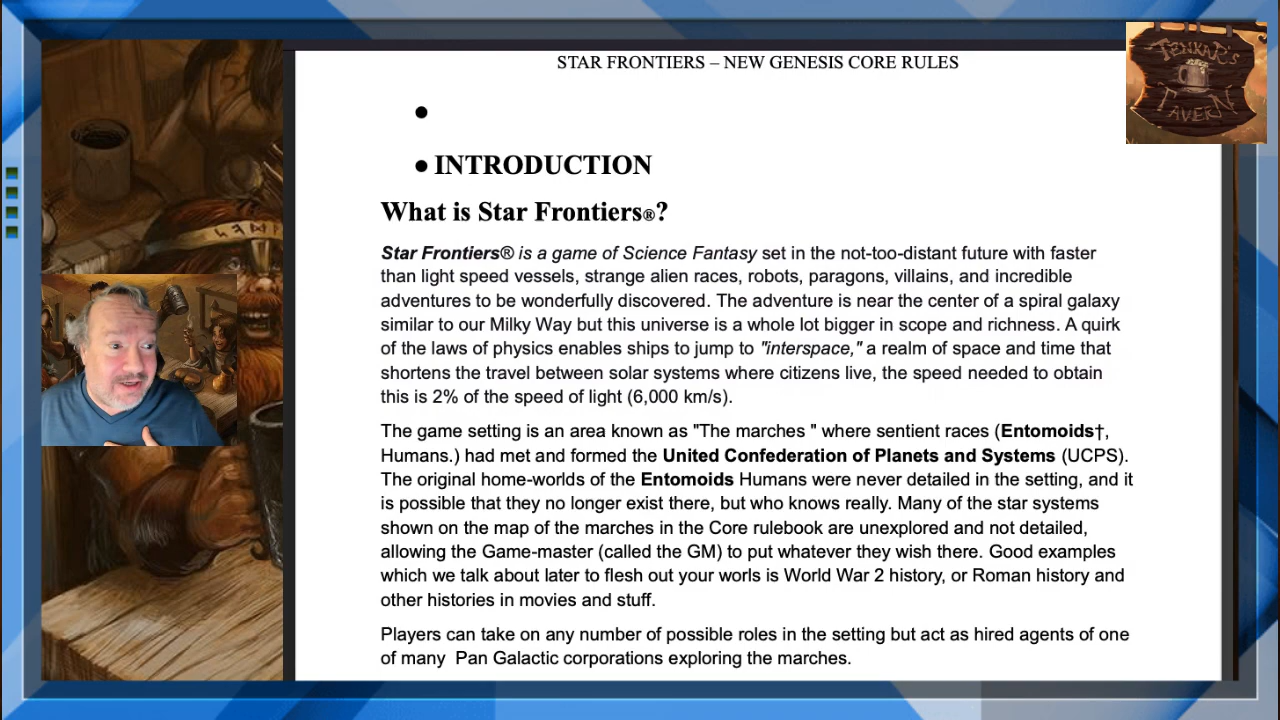 STAR FRONTIERS – NEW GENESIS CORE RULES
TENKAR'S
TAVERN
●
● INTRODUCTION
What is Star Frontiers®?
Star Frontiers® is a game of Science Fantasy set in the not-too-distant future with faster
than light speed vessels, strange alien races, robots, paragons, villains, and incredible
adventures to be wonderfully discovered. The adventure is near the center of a spiral galaxy
similar to our Milky Way but this universe is a whole lot bigger in scope and richness. A quirk
of the laws of physics enables ships to jump to "interspace," a realm of space and time that
shortens the travel between solar systems where citizens live, the speed needed to obtain
this is 2% of the speed of light (6,000 km/s).
The game setting is an area known as "The marches " where sentient races (Entomoids†,
Humans.) had met and formed the United Confederation of Planets and Systems (UCPS).
The original home-worlds of the Entomoids Humans were never detailed in the setting, and it
is possible that they no longer exist there, but who knows really. Many of the star systems
shown on the map of the marches in the Core rulebook are unexplored and not detailed,
allowing the Game-master (called the GM) to put whatever they wish there. Good examples
which we talk about later to flesh out your worls is World War 2 history, or Roman history and
other histories in movies and stuff.
Players can take on any number of possible roles in the setting but act as hired agents of one
of many  Pan Galactic corporations exploring the marches.